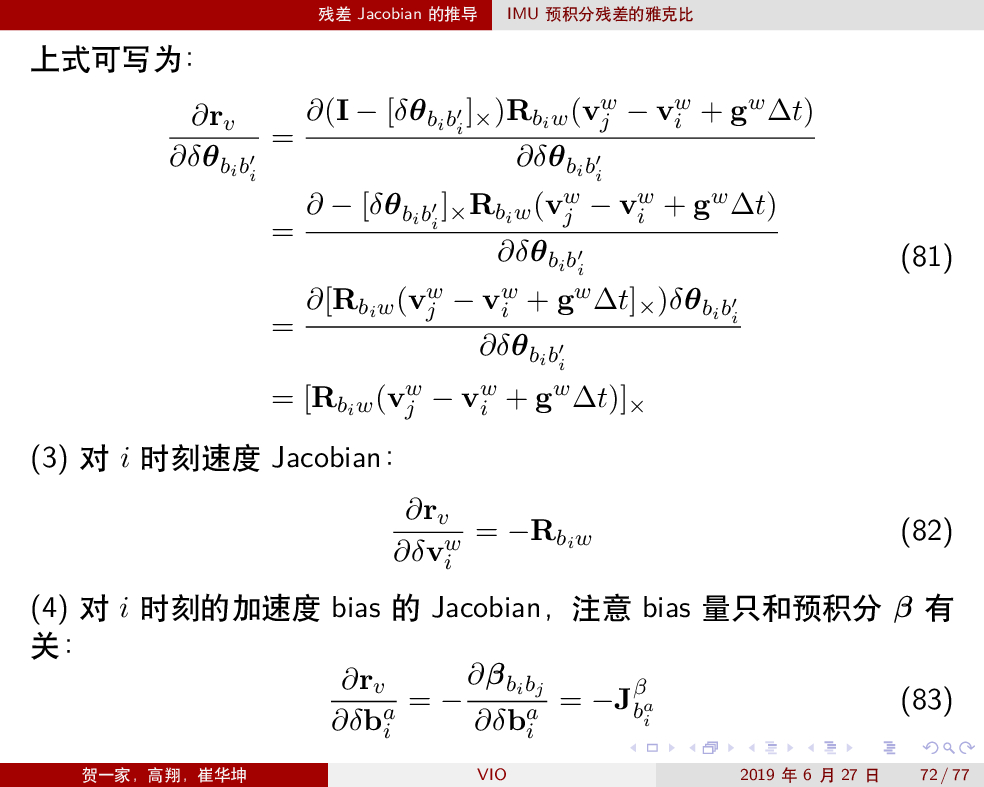 残差 Jacobian 的推导 IMU 预积分残差的雅克比
上式可写为：
$\frac{\partial \mathbf{r}_v}{\partial \delta\boldsymbol{\theta}_{b_i b_i'}} = \frac{\partial (\mathbf{I} - [\delta\boldsymbol{\theta}_{b_i b_i'}]_\times) \mathbf{R}_{b_i w} (\mathbf{v}_j^w - \mathbf{v}_i^w + \mathbf{g}^w \Delta t)}{\partial \delta\boldsymbol{\theta}_{b_i b_i'}}$
$= \frac{\partial - [\delta\boldsymbol{\theta}_{b_i b_i'}]_\times \mathbf{R}_{b_i w} (\mathbf{v}_j^w - \mathbf{v}_i^w + \mathbf{g}^w \Delta t)}{\partial \delta\boldsymbol{\theta}_{b_i b_i'}}$ (81)
$= \frac{\partial [\mathbf{R}_{b_i w} (\mathbf{v}_j^w - \mathbf{v}_i^w + \mathbf{g}^w \Delta t]_\times) \delta\boldsymbol{\theta}_{b_i b_i'}}{\partial \delta\boldsymbol{\theta}_{b_i b_i'}}$
$= [\mathbf{R}_{b_i w} (\mathbf{v}_j^w - \mathbf{v}_i^w + \mathbf{g}^w \Delta t)]_\times$
(3) 对 $i$ 时刻速度 Jacobian：
$\frac{\partial \mathbf{r}_v}{\partial \delta \mathbf{v}_i^w} = -\mathbf{R}_{b_i w}$ (82)
(4) 对 $i$ 时刻的加速度 bias 的 Jacobian，注意 bias 量只和预积分 $\boldsymbol{\beta}$ 有
关：
$\frac{\partial \mathbf{r}_v}{\partial \delta \mathbf{b}_i^a} = -\frac{\partial \boldsymbol{\beta}_{b_i b_j}}{\partial \delta \mathbf{b}_i^a} = -\mathbf{J}_{b_i^a}^{\beta}$ (83)
贺一家，高翔，崔华坤 VIO 2019 年 6 月 27 日 72 / 77